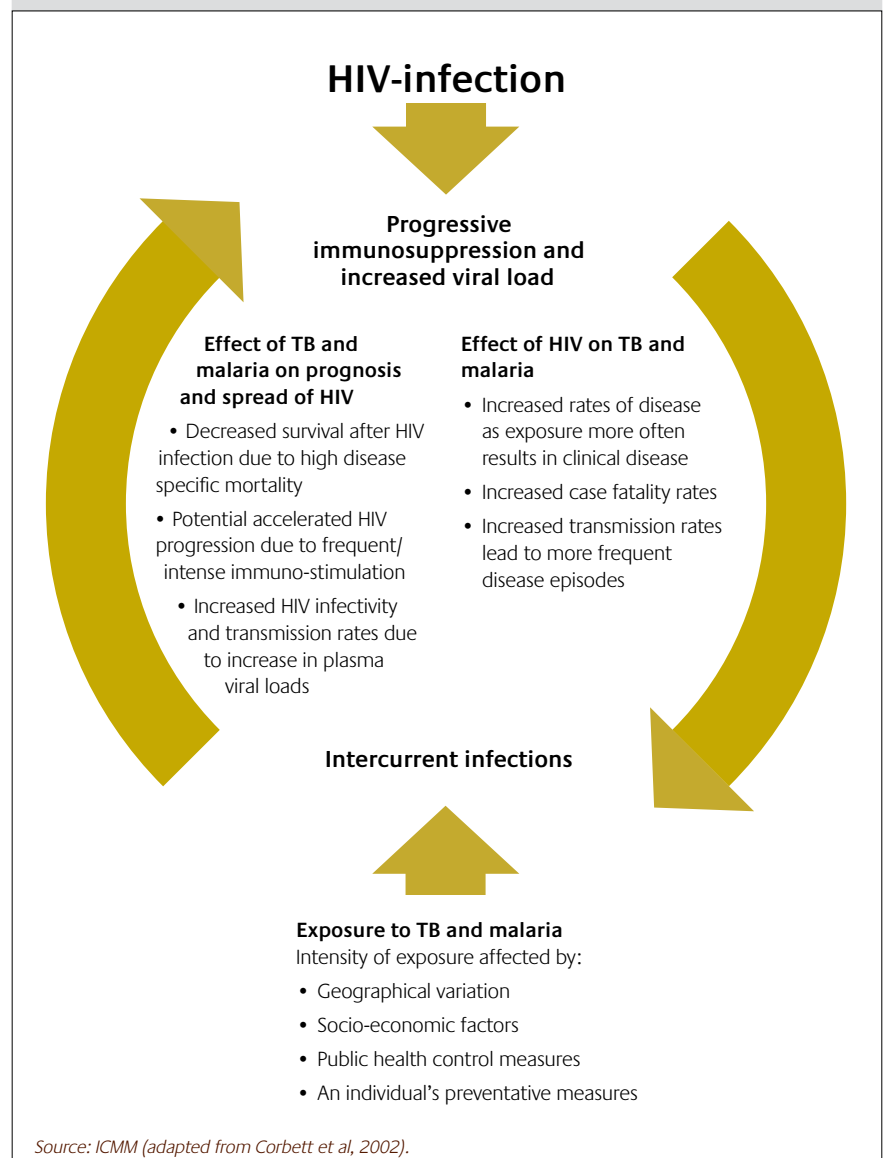 HIV-infection
Progressive
immunosuppression and
increased viral load
Effect of TB and
malaria on prognosis
and spread of HIV
• Decreased survival after HIV
infection due to high disease
specific mortality
• Potential accelerated HIV
progression due to frequent/
intense immuno-stimulation
• Increased HIV infectivity
and transmission rates due
to increase in plasma
viral loads
Effect of HIV on TB and
malaria
• Increased rates of disease
as exposure more often
results in clinical disease
• Increased case fatality rates
• Increased transmission rates
lead to more frequent
disease episodes
Intercurrent infections
Exposure to TB and malaria
Intensity of exposure affected by:
• Geographical variation
• Socio-economic factors
• Public health control measures
• An individual's preventative measures
Source: ICMM (adapted from Corbett et al, 2002).